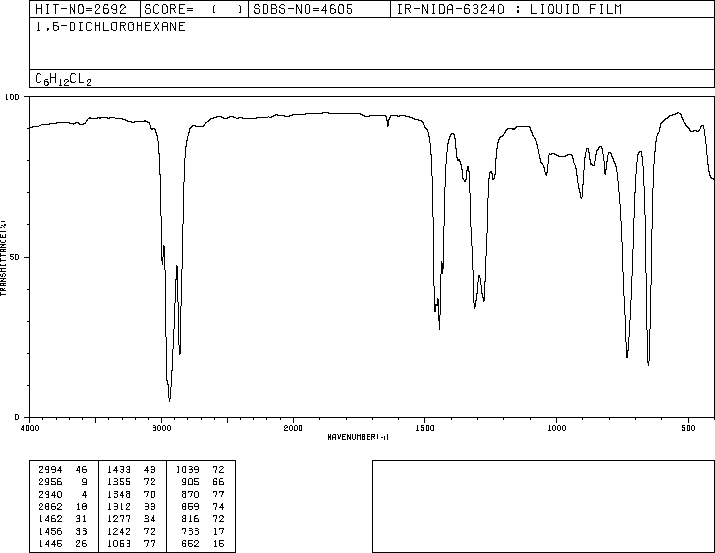 HIT-NO=2692 SCORE= ( ) SDBS-NO=4605 IR-NIDA-63240 : LIQUID FILM
1,6-DICHLOROHEXANE
C6H12CL2
100
50
0
TRANSMITTANCE(%)
4000 3000 2000 1500 1000 500
WAVENUMBER(-1)
2994 46 1433 43 1039 72
2956 9 1355 72 905 66
2940 4 1348 70 870 77
2862 18 1312 33 859 74
1462 31 1277 34 816 72
1456 33 1242 72 733 17
1446 26 1063 77 652 15